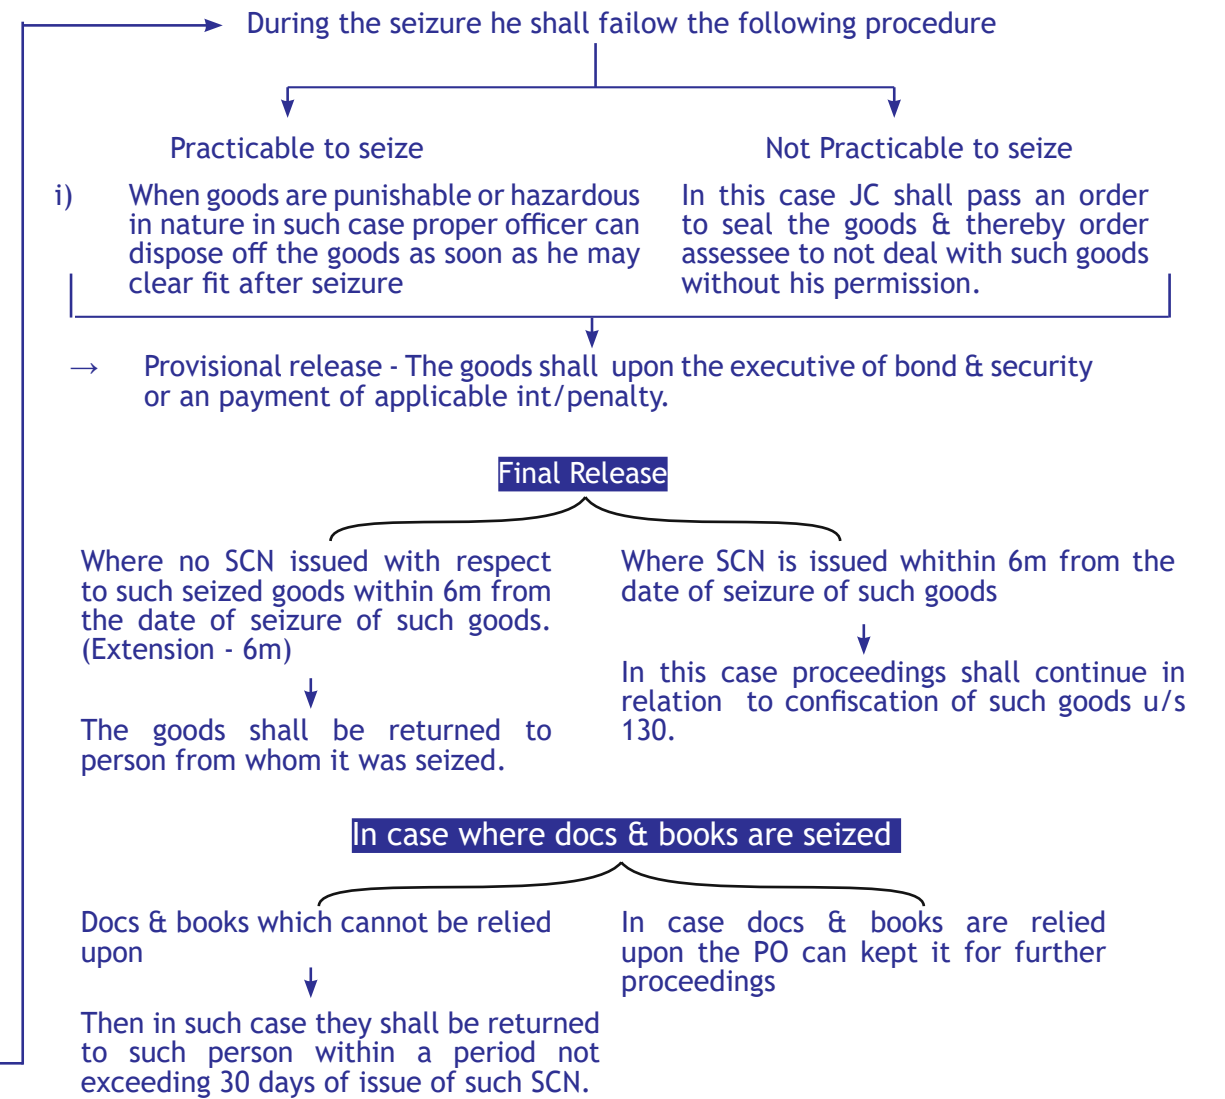 During the seizure he shall failow the following procedure
Practicable to seize
Not Practicable to seize
i)
When goods are punishable or hazardous
in nature in such case proper officer can
dispose off the goods as soon as he may
clear fit after seizure
In this case JC shall pass an order
to seal the goods & thereby order
assessee to not deal with such goods
without his permission.
→ Provisional release - The goods shall upon the executive of bond & security
or an payment of applicable int/penalty.
Final Release
Where no SCN issued with respect
to such seized goods within 6m from
the date of seizure of such goods.
(Extension - 6m)
The goods shall be returned to
person from whom it was seized.
Where SCN is issued whithin 6m from the
date of seizure of such goods
In this case proceedings shall continue in
relation to confiscation of such goods u/s
130.
In case where docs & books are seized
Docs & books which cannot be relied
upon
Then in such case they shall be returned
to such person within a period not
exceeding 30 days of issue of such SCN.
In case docs & books are relied
upon the PO can kept it for further
proceedings